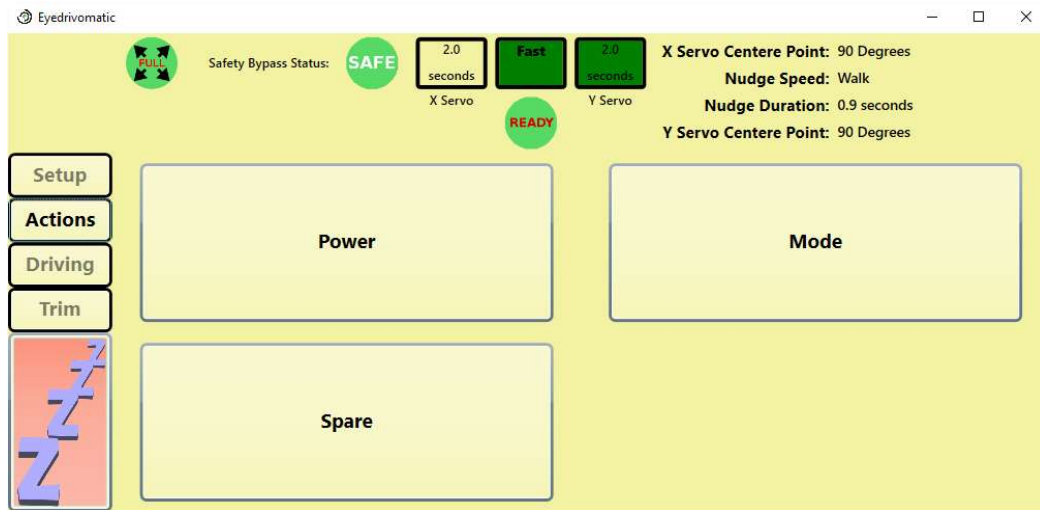 Eyedrivomatic
FULL
Safety Bypass Status:
SAFE
2.0
seconds
X Servo
Fast
READY
2.0
seconds
Y Servo
X Servo Centere Point: 90 Degrees
Nudge Speed: Walk
Nudge Duration: 0.9 seconds
Y Servo Centere Point: 90 Degrees
Setup
Actions
Driving
Trim
Z
Z
Z
Z
Power
Mode
Spare